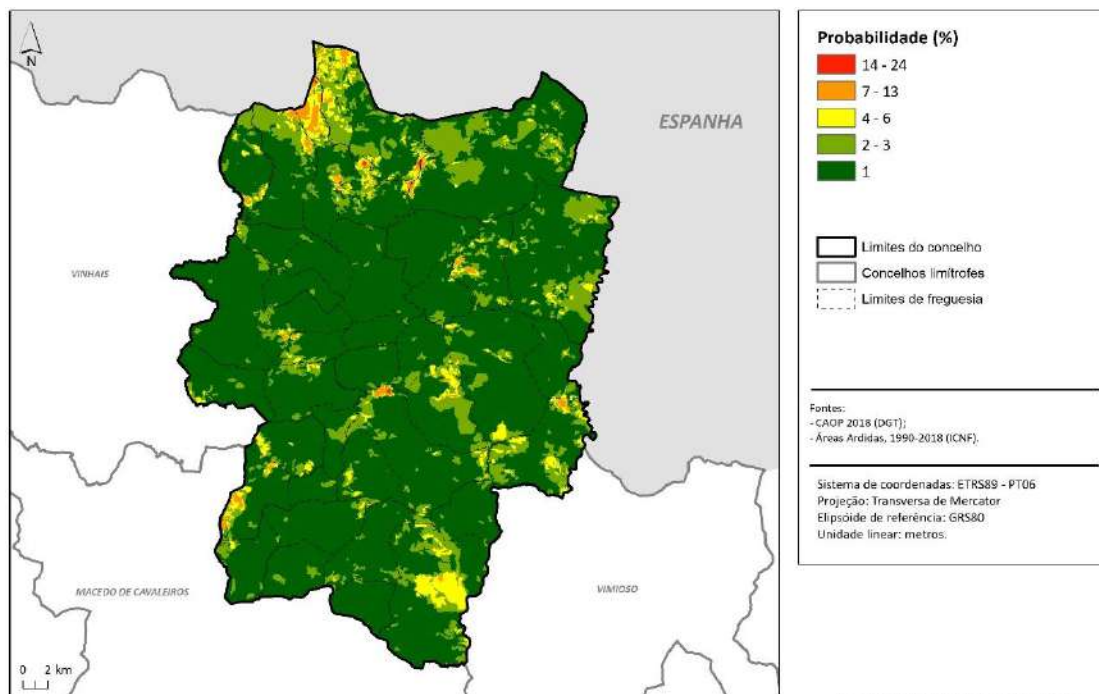 N
ESPANHA
VINHAIS
MACEDO DE CAVALEIROS
VIMIOSO
0 2 km
Probabilidade (%)
14 - 24
7 - 13
4 - 6
2 - 3
1
Limites do concelho
Concelhos limítrofes
Limites de freguesia
Fontes:
- CAOP 2018 (DGT);
- Áreas Ardidas, 1990-2018 (ICNF).
Sistema de coordenadas: ETRS89 - PT06
Projeção: Transversa de Mercator
Elipsóide de referência: GRS80
Unidade linear: metros.